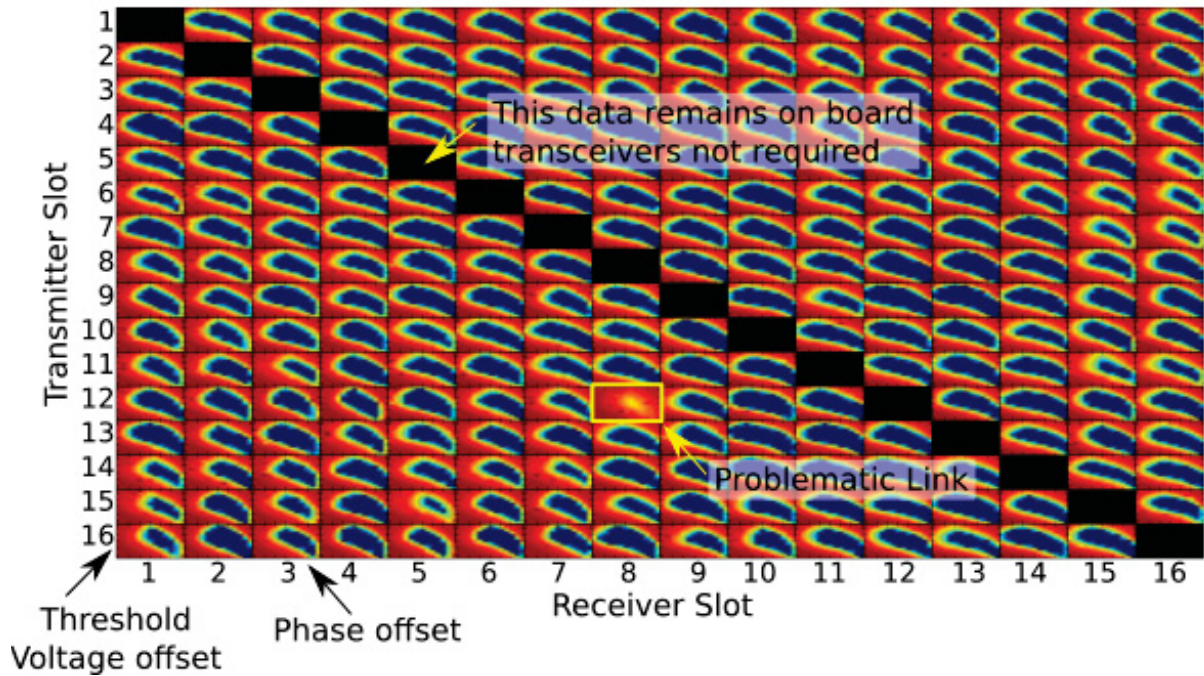 1
2
3
4
5
6
7
8
9
10
11
12
13
14
15
16
Transmitter Slot
This data remains on board
transceivers not required
Problematic Link
1 2 3 4 5 6 7 8 9 10 11 12 13 14 15 16
Receiver Slot
Threshold
Voltage offset
Phase offset